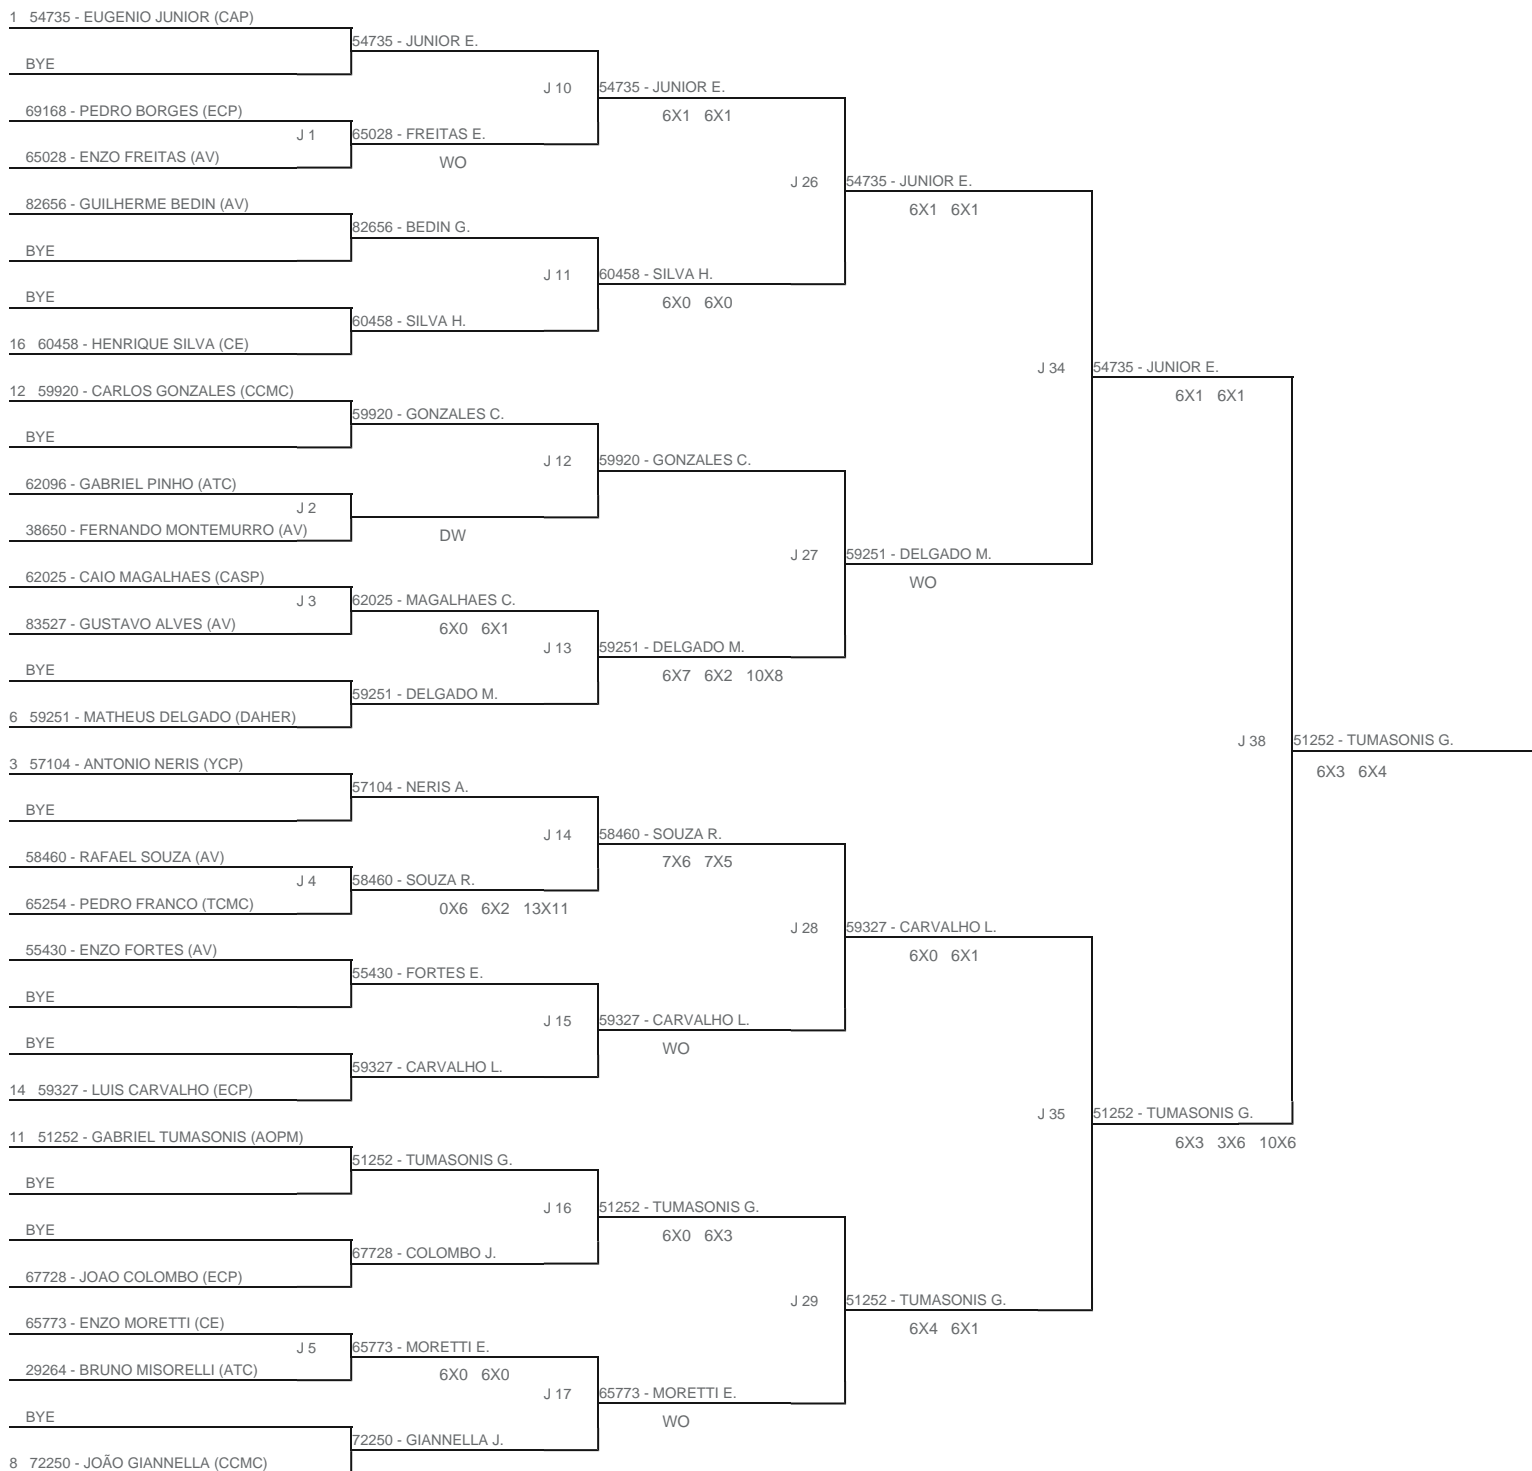 1 54735 - EUGENIO JUNIOR (CAP)
54735 - JUNIOR E.
BYE
J 10 54735 - JUNIOR E.
69168 - PEDRO BORGES (ECP)
6X1 6X1
J 1 65028 - FREITAS E.
65028 - ENZO FREITAS (AV)
WO
J 26 54735 - JUNIOR E.
82656 - GUILHERME BEDIN (AV)
6X1 6X1
82656 - BEDIN G.
BYE
J 11 60458 - SILVA H.
BYE
6X0 6X0
60458 - SILVA H.
16 60458 - HENRIQUE SILVA (CE)
J 34 54735 - JUNIOR E.
12 59920 - CARLOS GONZALES (CCMC)
6X1 6X1
59920 - GONZALES C.
BYE
J 12 59920 - GONZALES C.
62096 - GABRIEL PINHO (ATC)
J 2
38650 - FERNANDO MONTEMURRO (AV)
DW
J 27 59251 - DELGADO M.
62025 - CAIO MAGALHAES (CASP)
WO
J 3 62025 - MAGALHAES C.
83527 - GUSTAVO ALVES (AV)
6X0 6X1
J 13 59251 - DELGADO M.
BYE
6X7 6X2 10X8
59251 - DELGADO M.
6 59251 - MATHEUS DELGADO (DAHER)
J 38 51252 - TUMASONIS G.
3 57104 - ANTONIO NERIS (YCP)
6X3 6X4
57104 - NERIS A.
BYE
J 14 58460 - SOUZA R.
58460 - RAFAEL SOUZA (AV)
7X6 7X5
J 4 58460 - SOUZA R.
65254 - PEDRO FRANCO (TCMC)
0X6 6X2 13X11
J 28 59327 - CARVALHO L.
55430 - ENZO FORTES (AV)
6X0 6X1
55430 - FORTES E.
BYE
J 15 59327 - CARVALHO L.
BYE
WO
59327 - CARVALHO L.
14 59327 - LUIS CARVALHO (ECP)
J 35 51252 - TUMASONIS G.
11 51252 - GABRIEL TUMASONIS (AOPM)
6X3 3X6 10X6
51252 - TUMASONIS G.
BYE
J 16 51252 - TUMASONIS G.
BYE
6X0 6X3
67728 - COLOMBO J.
67728 - JOAO COLOMBO (ECP)
J 29 51252 - TUMASONIS G.
65773 - ENZO MORETTI (CE)
6X4 6X1
J 5 65773 - MORETTI E.
29264 - BRUNO MISORELLI (ATC)
6X0 6X0
J 17 65773 - MORETTI E.
BYE
WO
72250 - GIANNELLA J.
8 72250 - JOÃO GIANNELLA (CCMC)